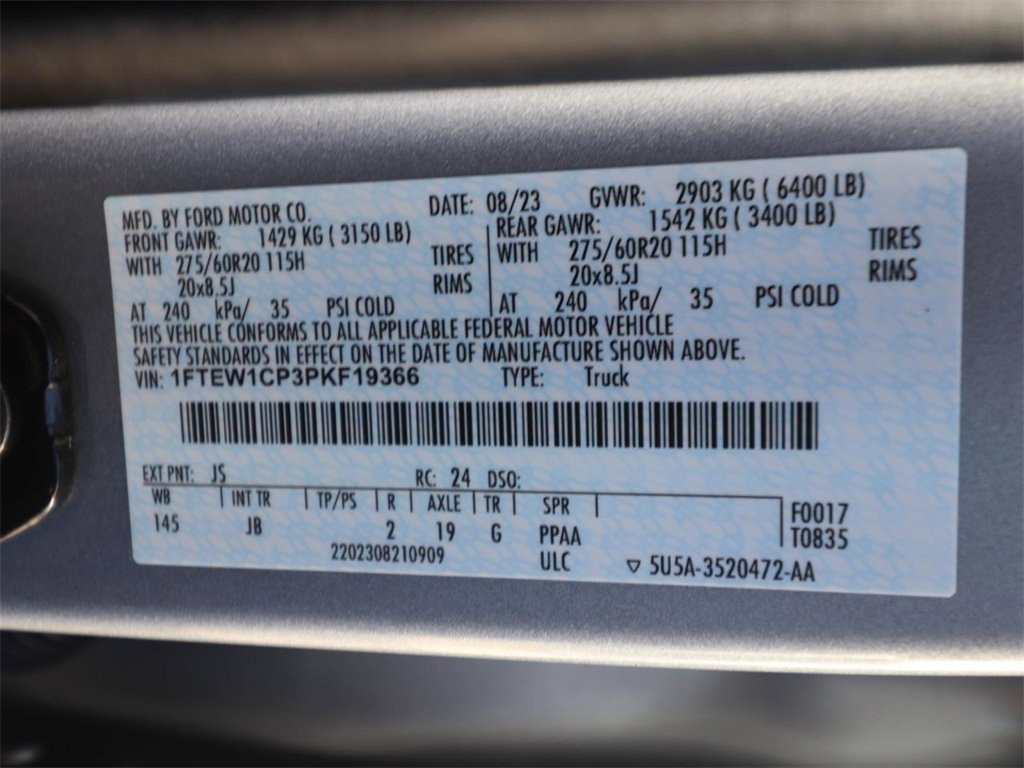 MFD. BY FORD MOTOR CO. DATE: 08/23 GVWR: 2903 KG ( 6400 LB)
FRONT GAWR: 1429 KG ( 3150 LB) REAR GAWR: 1542 KG ( 3400 LB)
WITH 275/60R20 115H TIRES WITH 275/60R20 115H TIRES
20x8.5J RIMS 20x8.5J RIMS
AT 240 kPa/ 35 PSI COLD AT 240 kPa/ 35 PSI COLD
THIS VEHICLE CONFORMS TO ALL APPLICABLE FEDERAL MOTOR VEHICLE
SAFETY STANDARDS IN EFFECT ON THE DATE OF MANUFACTURE SHOWN ABOVE.
VIN: 1FTEW1CP3PKF19366 TYPE: Truck
EXT PNT: JS RC: 24 DSO:
WB INT TR TP/PS R AXLE TR SPR F0017
145 JB 2 19 G PPAA T0835
2202308210909 ULC ▽ 5U5A-3520472-AA